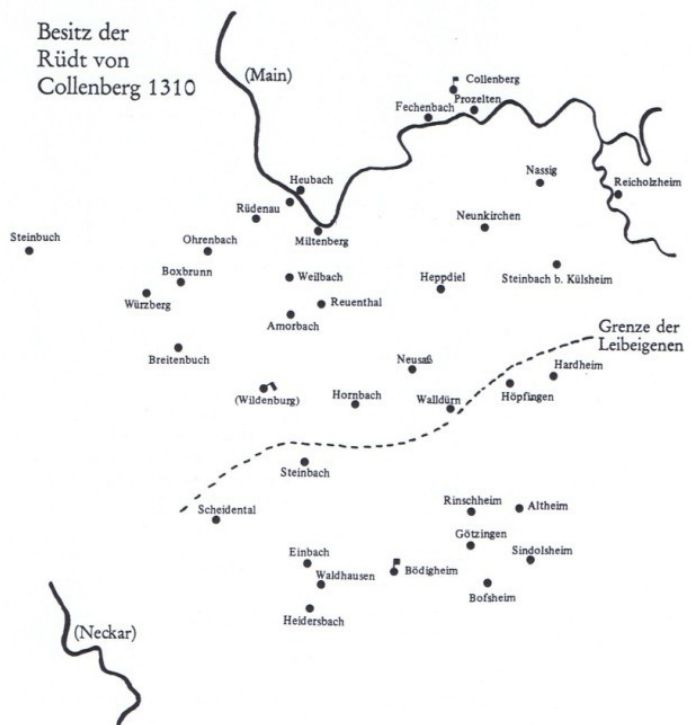 Besitz der
Rüdt von
Collenberg 1310
(Main)
Collenberg
Prozelten
Fechenbach
Nassig
Reicholzheim
Heubach
Rüdenau
Neunkirchen
Steinbuch
Ohrenbach
Miltenberg
Boxbrunn
Weilbach
Heppdiel
Steinbach b. Külsheim
Würzberg
Reuenthal
Amorbach
Grenze der
Leibeigenen
Breitenbuch
Neusaß
Hardheim
(Wildenburg)
Hornbach
Walldürn
Höpfingen
Steinbach
Scheidental
Rinschheim
Altheim
Götzingen
Sindolsheim
Einbach
Waldhausen
Bödigheim
Bofsheim
Heidersbach
(Neckar)